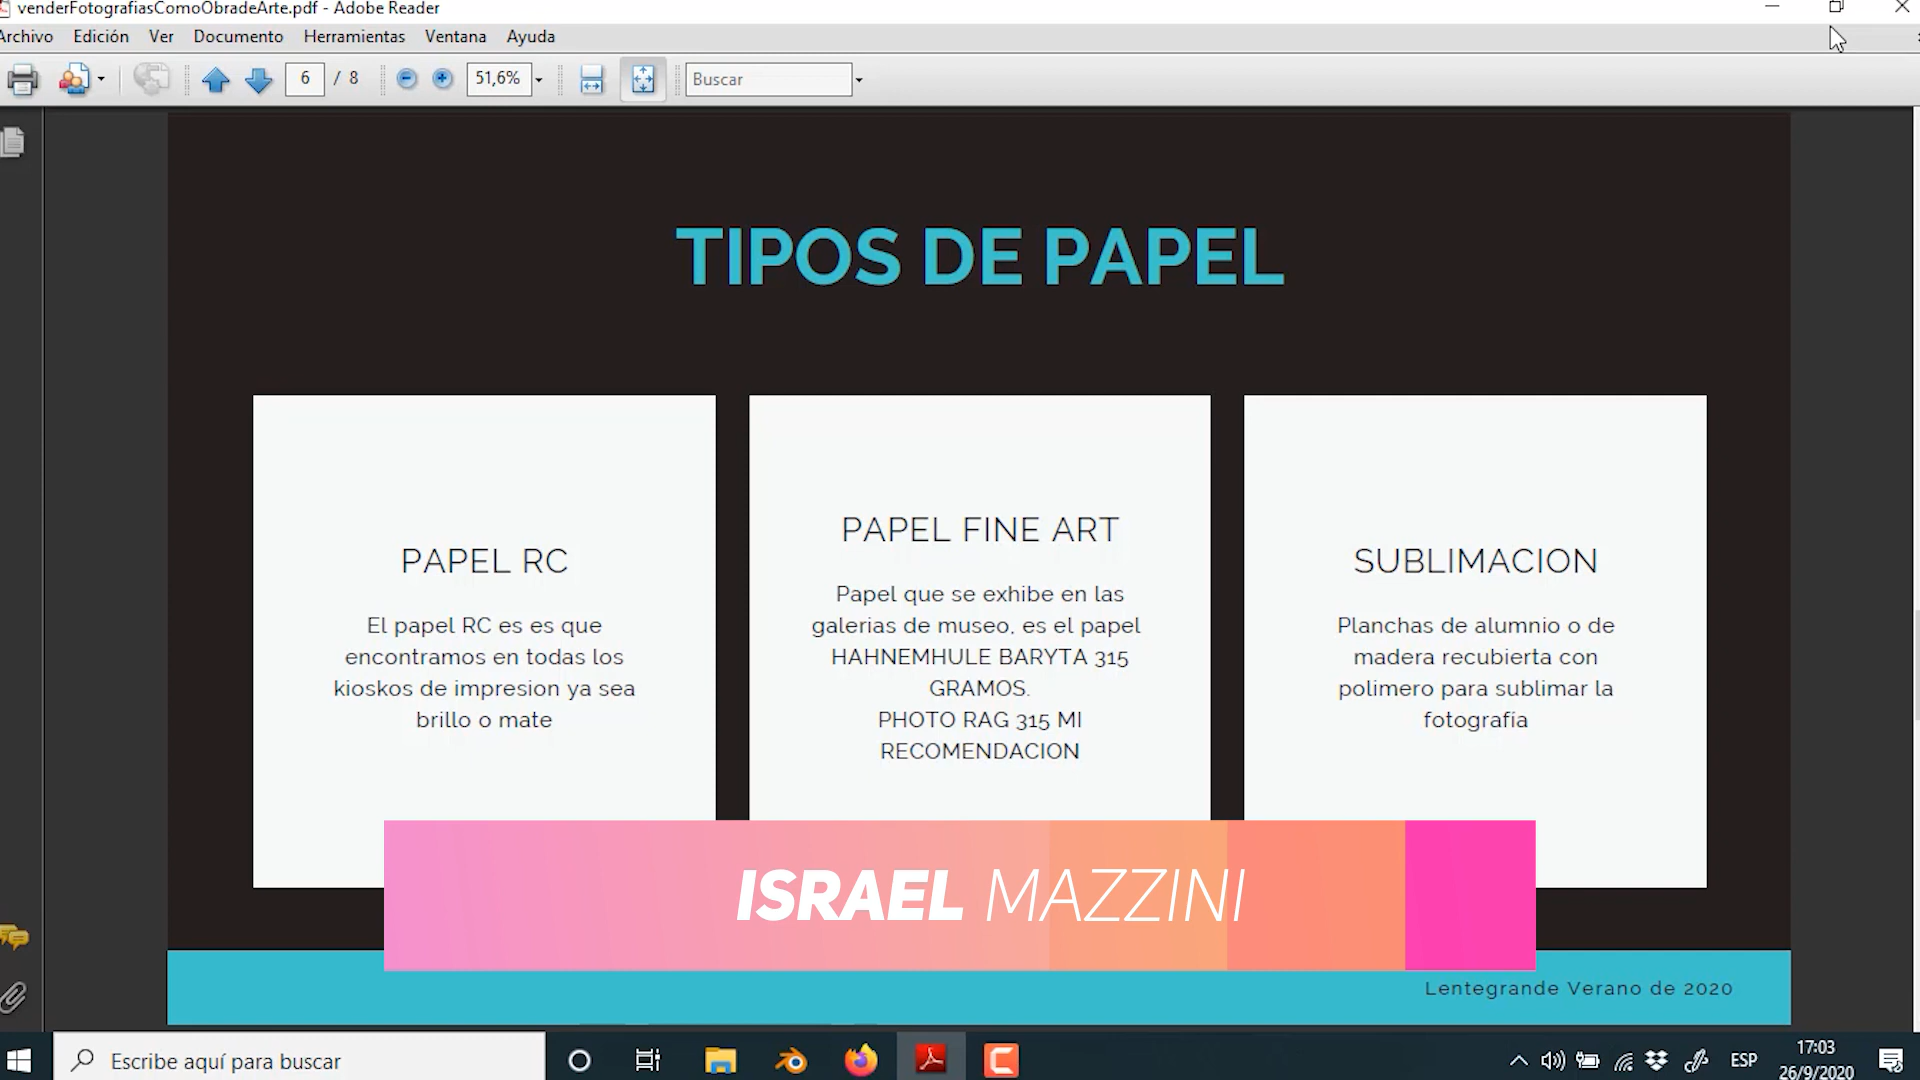 venderFotografiasComoObradeArte.pdf - Adobe Reader
Archivo Edición Ver Documento Herramientas Ventana Ayuda
6 / 8 51,6% Buscar
TIPOS DE PAPEL
PAPEL RC
El papel RC es es que
encontramos en todas los
kioskos de impresion ya sea
brillo o mate
PAPEL FINE ART
Papel que se exhibe en las
galerias de museo, es el papel
HAHNEMHULE BARYTA 315
GRAMOS.
PHOTO RAG 315 MI
RECOMENDACION
SUBLIMACION
Planchas de alumnio o de
madera recubierta con
polimero para sublimar la
fotografía
ISRAEL MAZZINI
Lentegrande Verano de 2020
Escribe aquí para buscar
ESP
17:03
26/9/2020